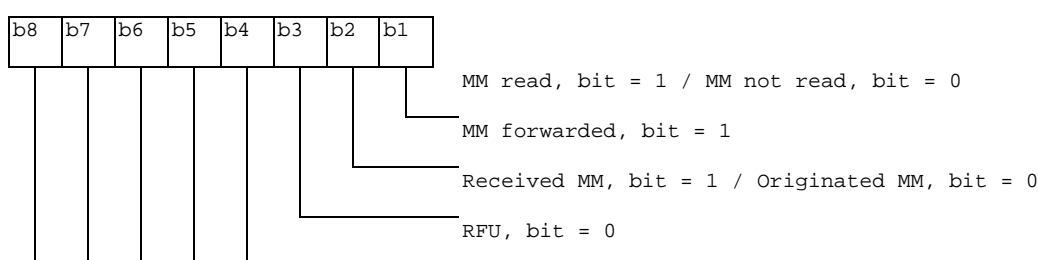 b8 b7 b6 b5 b4 b3 b2 b1
MM read, bit = 1 / MM not read, bit = 0
MM forwarded, bit = 1
Received MM, bit = 1 / Originated MM, bit = 0
RFU, bit = 0